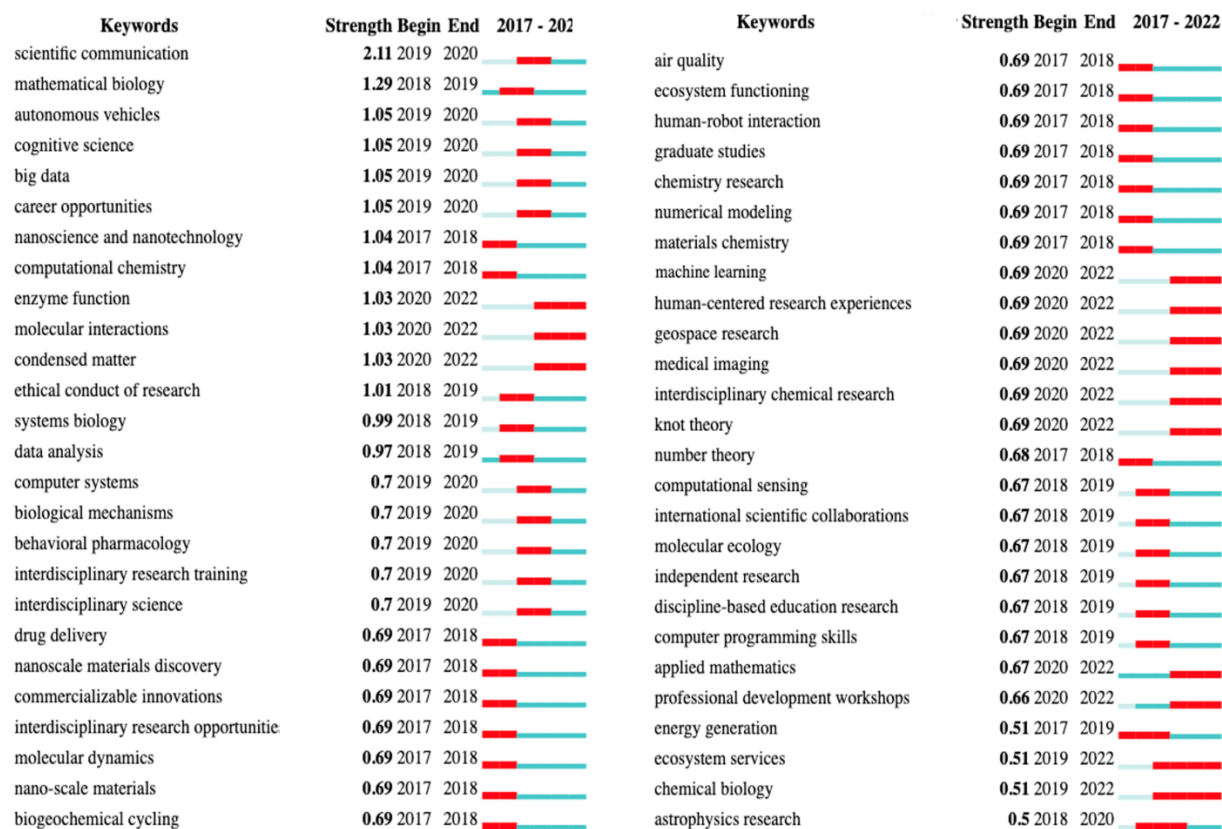 Keywords Strength Begin End 2017 - 202
scientific communication 2.11 2019 2020
mathematical biology 1.29 2018 2019
autonomous vehicles 1.05 2019 2020
cognitive science 1.05 2019 2020
big data 1.05 2019 2020
career opportunities 1.05 2019 2020
nanoscience and nanotechnology 1.04 2017 2018
computational chemistry 1.04 2017 2018
enzyme function 1.03 2020 2022
molecular interactions 1.03 2020 2022
condensed matter 1.03 2020 2022
ethical conduct of research 1.01 2018 2019
systems biology 0.99 2018 2019
data analysis 0.97 2018 2019
computer systems 0.7 2019 2020
biological mechanisms 0.7 2019 2020
behavioral pharmacology 0.7 2019 2020
interdisciplinary research training 0.7 2019 2020
interdisciplinary science 0.7 2019 2020
drug delivery 0.69 2017 2018
nanoscale materials discovery 0.69 2017 2018
commercializable innovations 0.69 2017 2018
interdisciplinary research opportunitie 0.69 2017 2018
molecular dynamics 0.69 2017 2018
nano-scale materials 0.69 2017 2018
biogeochemical cycling 0.69 2017 2018
Keywords Strength Begin End 2017 - 2022
air quality 0.69 2017 2018
ecosystem functioning 0.69 2017 2018
human-robot interaction 0.69 2017 2018
graduate studies 0.69 2017 2018
chemistry research 0.69 2017 2018
numerical modeling 0.69 2017 2018
materials chemistry 0.69 2017 2018
machine learning 0.69 2020 2022
human-centered research experiences 0.69 2020 2022
geospace research 0.69 2020 2022
medical imaging 0.69 2020 2022
interdisciplinary chemical research 0.69 2020 2022
knot theory 0.69 2020 2022
number theory 0.68 2017 2018
computational sensing 0.67 2018 2019
international scientific collaborations 0.67 2018 2019
molecular ecology 0.67 2018 2019
independent research 0.67 2018 2019
discipline-based education research 0.67 2018 2019
computer programming skills 0.67 2018 2019
applied mathematics 0.67 2020 2022
professional development workshops 0.66 2020 2022
energy generation 0.51 2017 2019
ecosystem services 0.51 2019 2022
chemical biology 0.51 2019 2022
astrophysics research 0.5 2018 2020